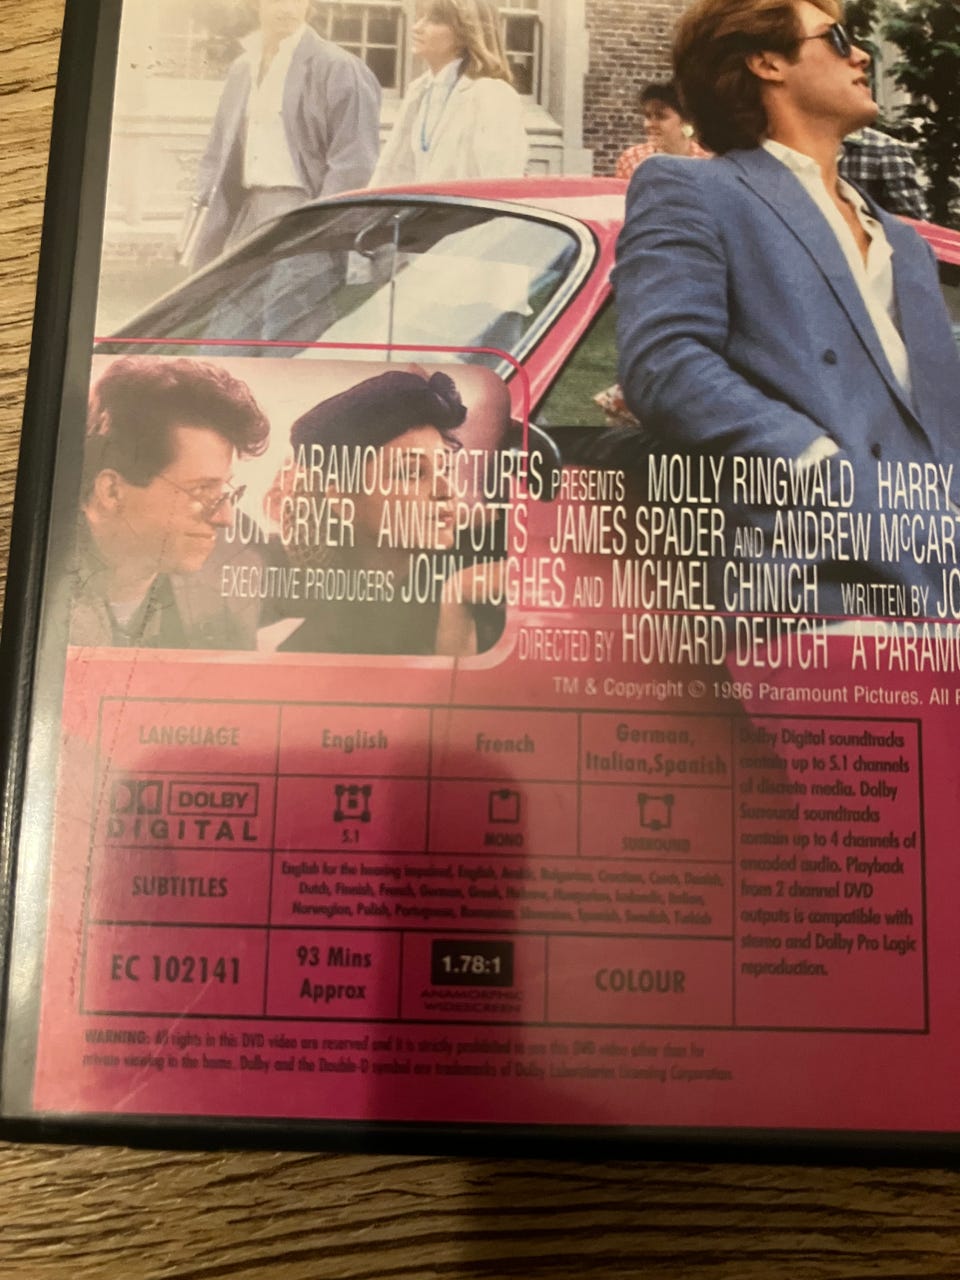 PARAMOUNT PICTURES PRESENTS MOLLY RINGWALD HARRY
JON CRYER ANNIE POTTS JAMES SPADER AND ANDREW McCAR
EXECUTIVE PRODUCERS JOHN HUGHES AND MICHAEL CHINICH WRITTEN BY JO
DIRECTED BY HOWARD DEUTCH A PARAMO
TM & Copyright © 1986 Paramount Pictures. All R
LANGUAGE
English
French
German,
Italian,Spanish
DOLBY
DIGITAL
5.1
MONO
SURROUND
SUBTITLES
English for the hearing impaired, English, Arabic, Bulgarian, Croatian, Czech, Danish,
Dutch, Finnish, French, German, Greek, Hebrew, Hungarian, Icelandic, Italian,
Norwegian, Polish, Portuguese, Romanian, Slovenian, Spanish, Swedish, Turkish
EC 102141
93 Mins
Approx
1.78:1
ANAMORPHIC
WIDESCREEN
COLOUR
Dolby Digital soundtracks
contain up to 5.1 channels
of discrete media. Dolby
Surround soundtracks
contain up to 4 channels of
encoded audio. Playback
from 2 channel DVD
outputs is compatible with
stereo and Dolby Pro Logic
reproduction.
WARNING: All rights in this DVD video are reserved and it is strictly prohibited to use this DVD video other than for
private viewing in the home. Dolby and the Double-D symbol are trademarks of Dolby Laboratories Licensing Corporation.